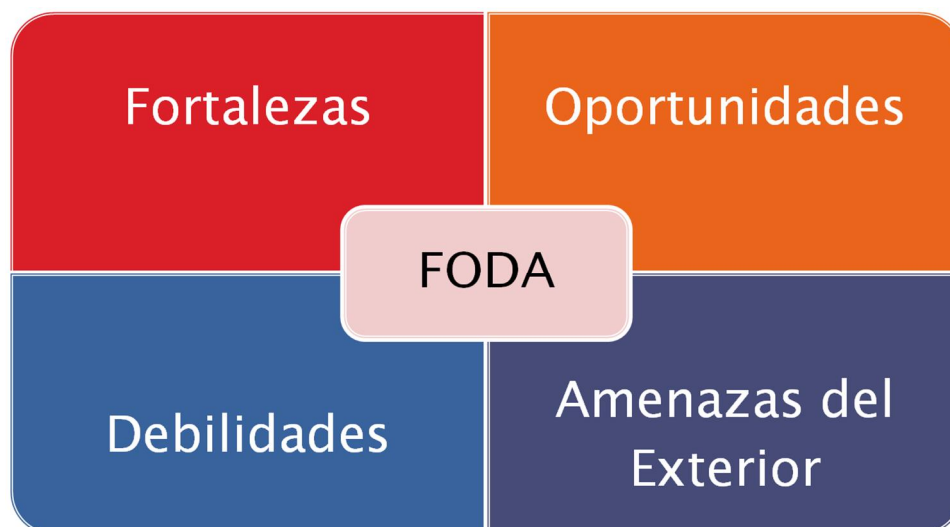 Fortalezas
Oportunidades
FODA
Debilidades
Amenazas del
Exterior